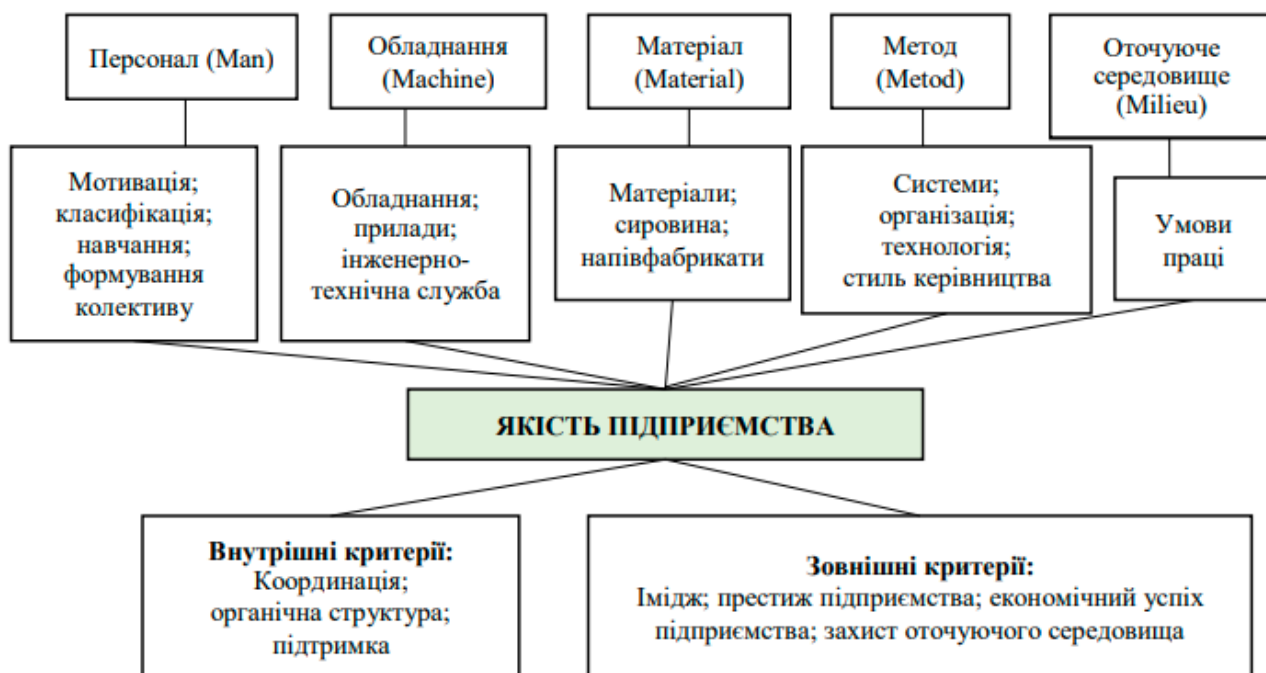 Персонал (Man)
Обладнання
(Machine)
Матеріал
(Material)
Метод
(Metod)
Оточуюче
середовище
(Milieu)
Мотивація;
класифікація;
навчання;
формування
колективу
Обладнання;
прилади;
інженерно-
технічна служба
Матеріали;
сировина;
напівфабрикати
Системи;
організація;
технологія;
стиль керівництва
Умови
праці
ЯКІСТЬ ПІДПРИЄМСТВА
Внутрішні критерії:
Координація;
органічна структура;
підтримка
Зовнішні критерії:
Імідж; престиж підприємства; економічний успіх
підприємства; захист оточуючого середовища